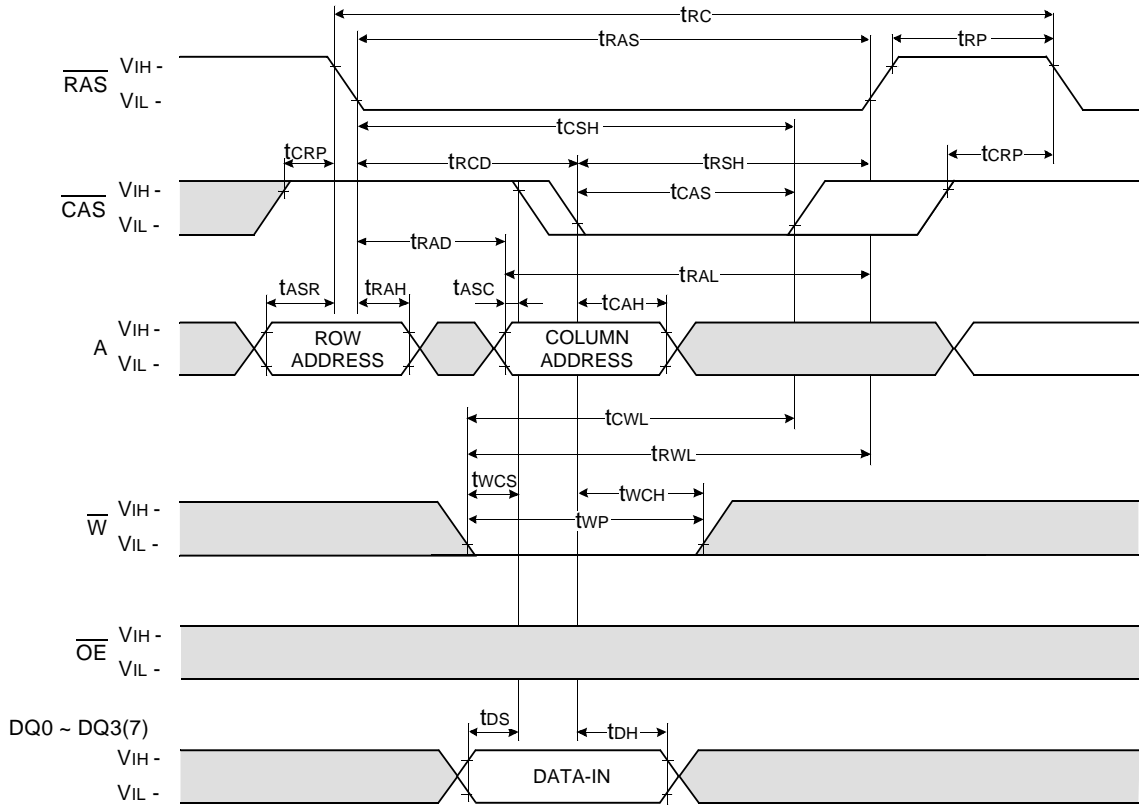 tRC
tRAS
tRP
RAS
VIH -
VIL -
tCSH
tCRP
tRCD
tRSH
tCRP
CAS
VIH -
VIL -
tCAS
tRAD
tRAL
tASR
tRAH
tASC
tCAH
A
VIH -
VIL -
ROW
ADDRESS
COLUMN
ADDRESS
tCWL
tRWL
tWCS
tWCH
W
VIH -
VIL -
tWP
OE
VIH -
VIL -
tDS
tDH
DQ0 ~ DQ3(7)
VIH -
VIL -
DATA-IN